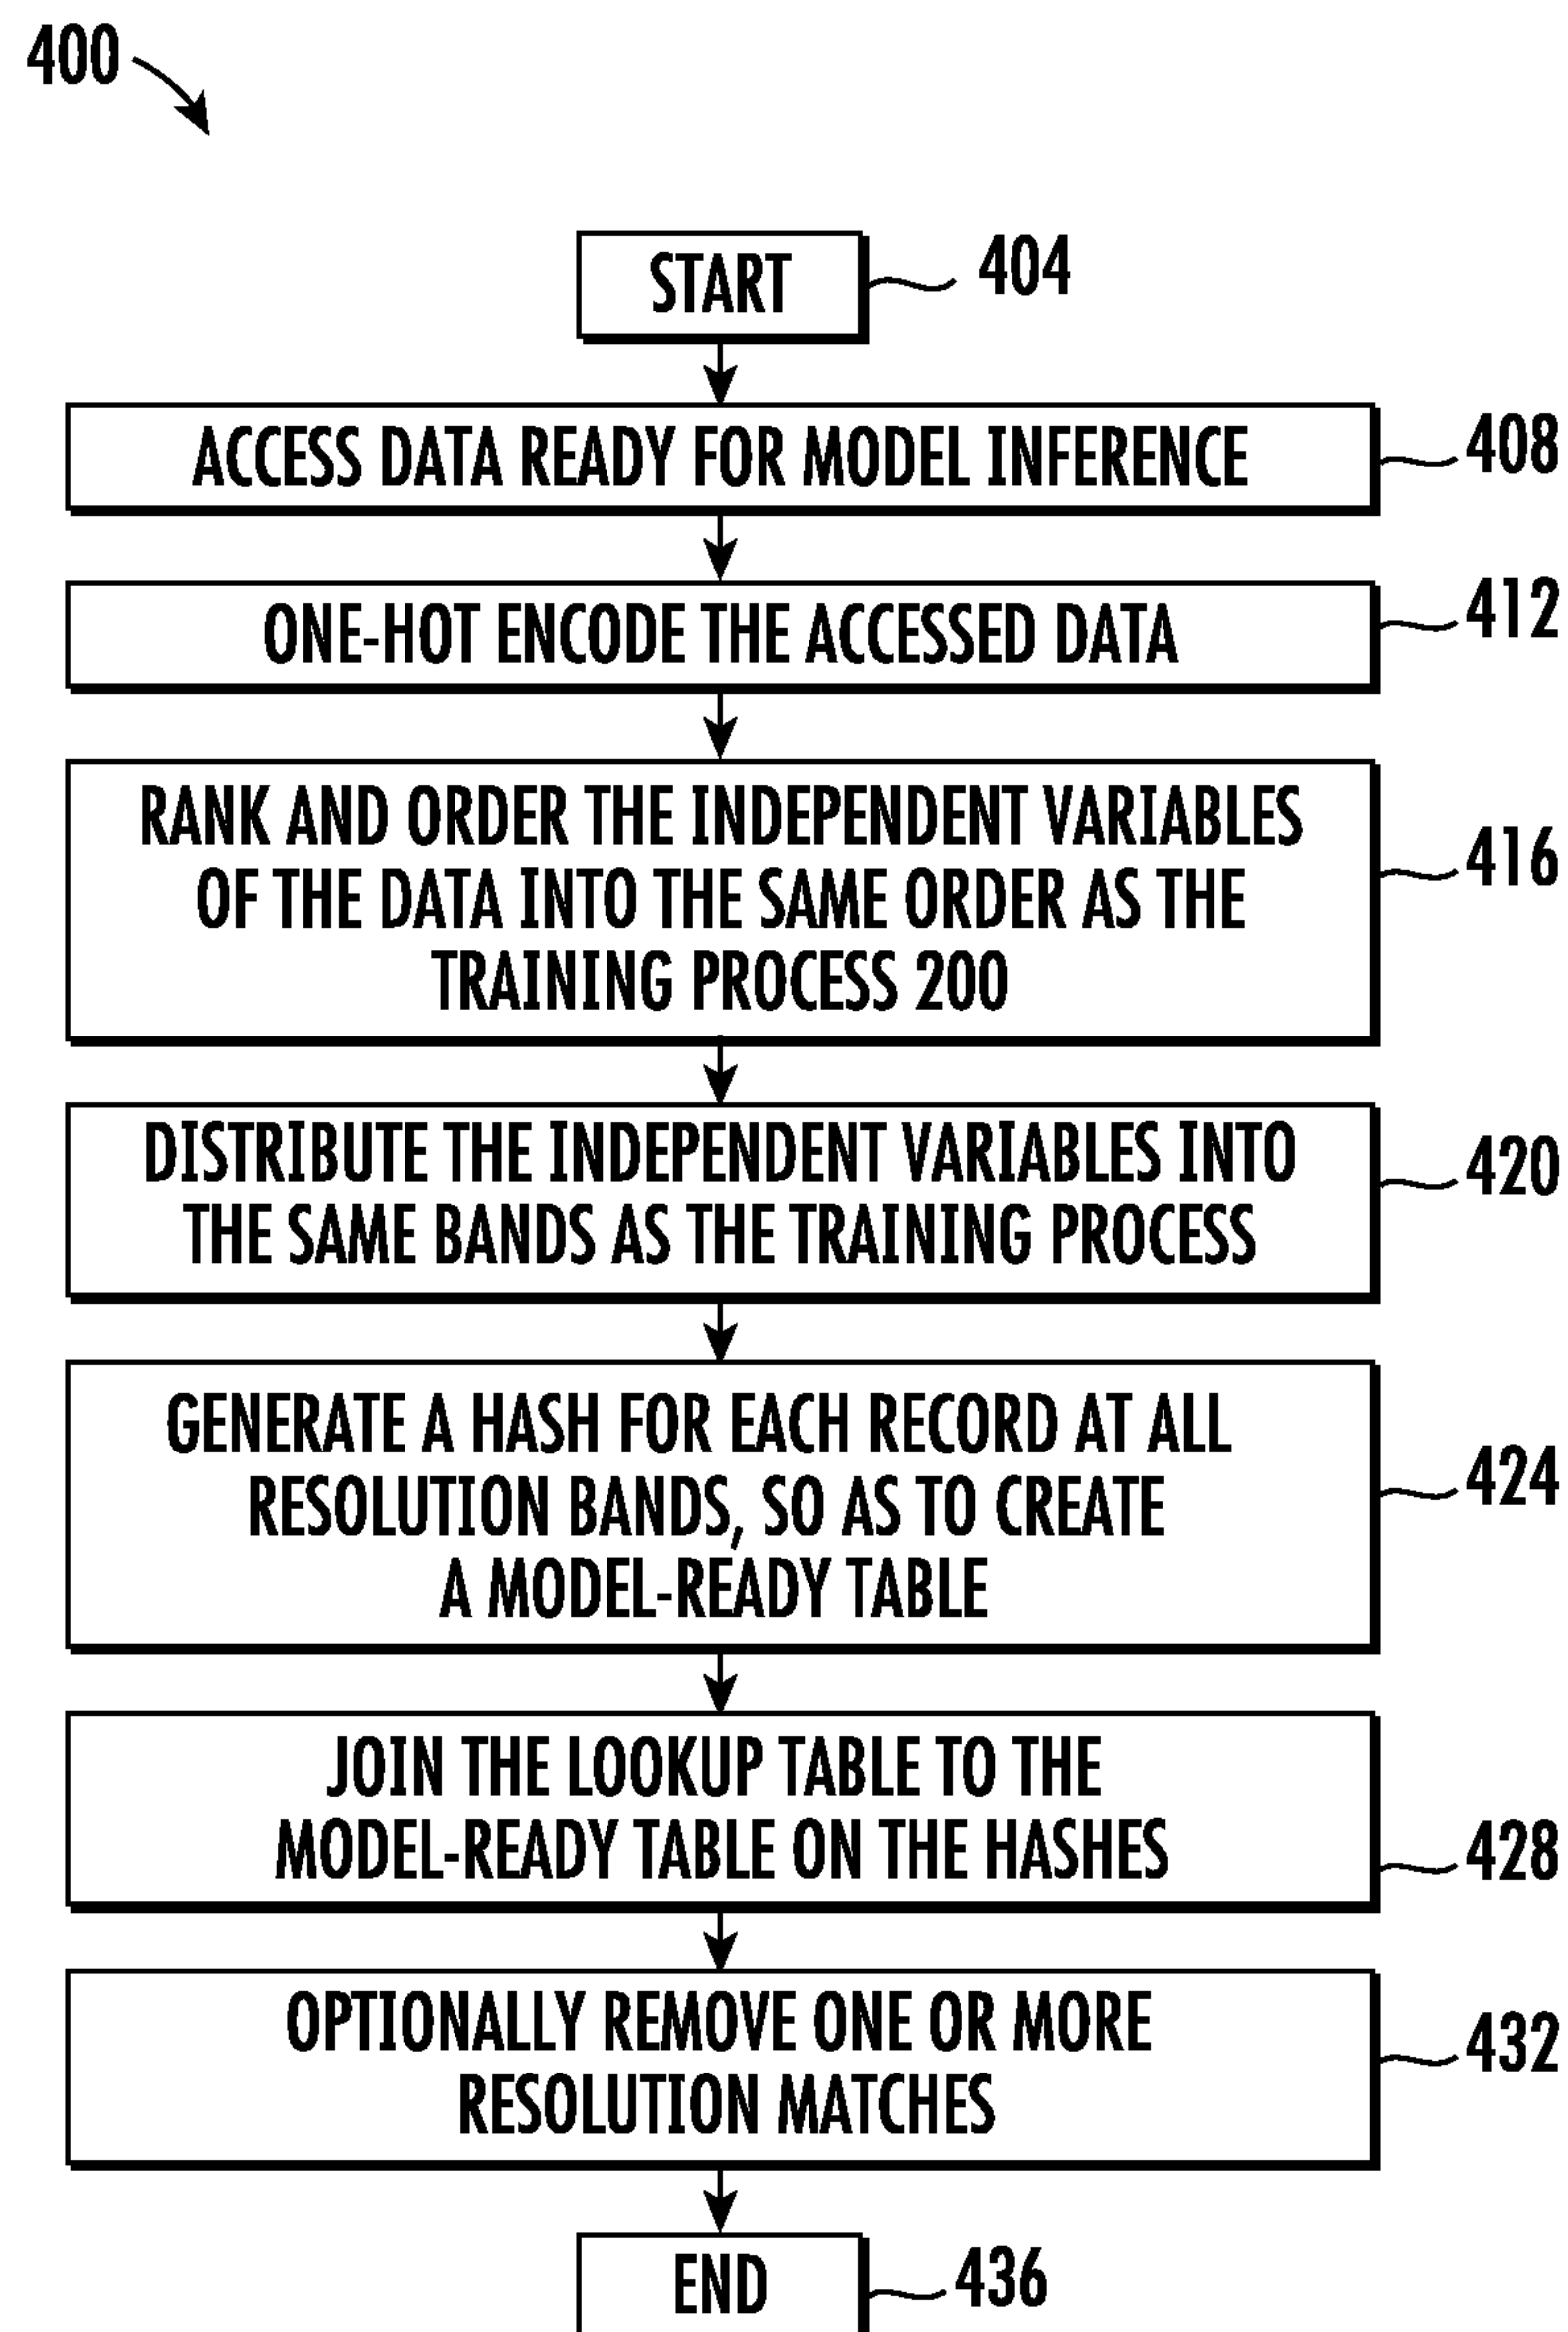 400
START
404
ACCESS DATA READY FOR MODEL INFERENCE
408
ONE-HOT ENCODE THE ACCESSED DATA
412
RANK AND ORDER THE INDEPENDENT VARIABLES
OF THE DATA INTO THE SAME ORDER AS THE
TRAINING PROCESS 200
416
DISTRIBUTE THE INDEPENDENT VARIABLES INTO
THE SAME BANDS AS THE TRAINING PROCESS
420
GENERATE A HASH FOR EACH RECORD AT ALL
RESOLUTION BANDS, SO AS TO CREATE
A MODEL-READY TABLE
424
JOIN THE LOOKUP TABLE TO THE
MODEL-READY TABLE ON THE HASHES
428
OPTIONALLY REMOVE ONE OR MORE
RESOLUTION MATCHES
432
END
436